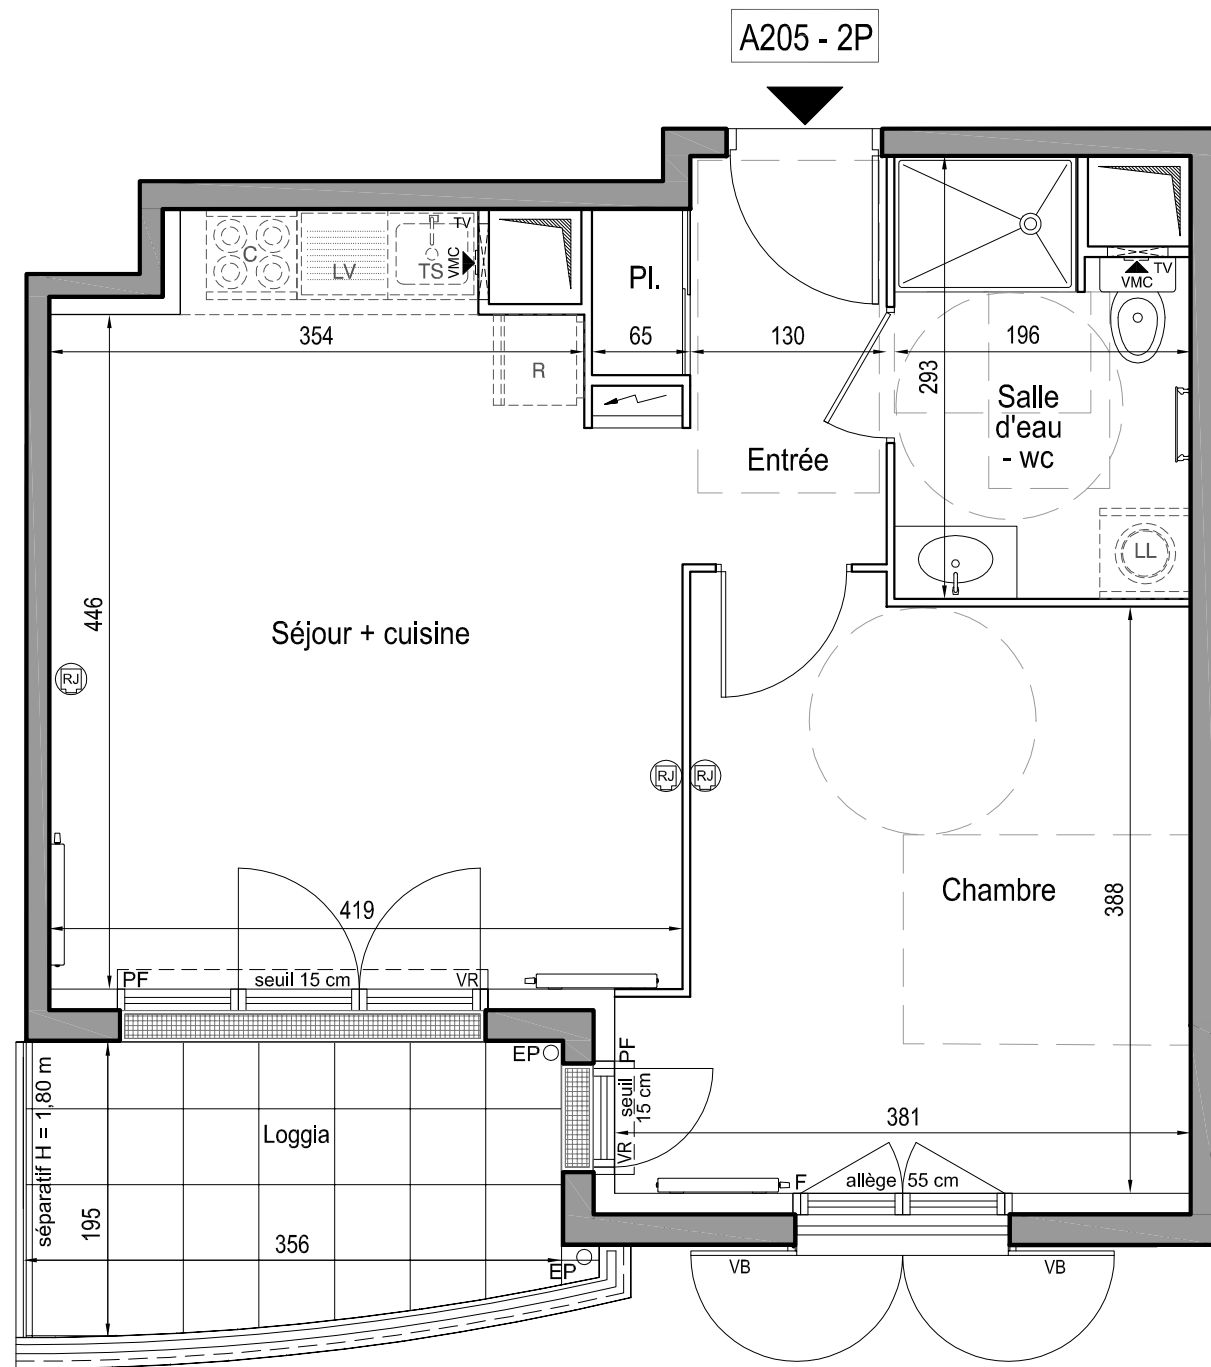 A205 - 2P
C
LV
TS
TV
VMC
Pl.
TV
VMC
354
65
130
196
R
293
Salle
d'eau
- wc
Entrée
LL
446
Séjour + cuisine
RJ
RJ
RJ
Chambre
388
419
PF
seuil 15 cm
VR
EP
PF
seuil
15 cm
VR
séparatif H = 1,80 m
Loggia
381
F
allège 55 cm
195
356
EP
VB
VB